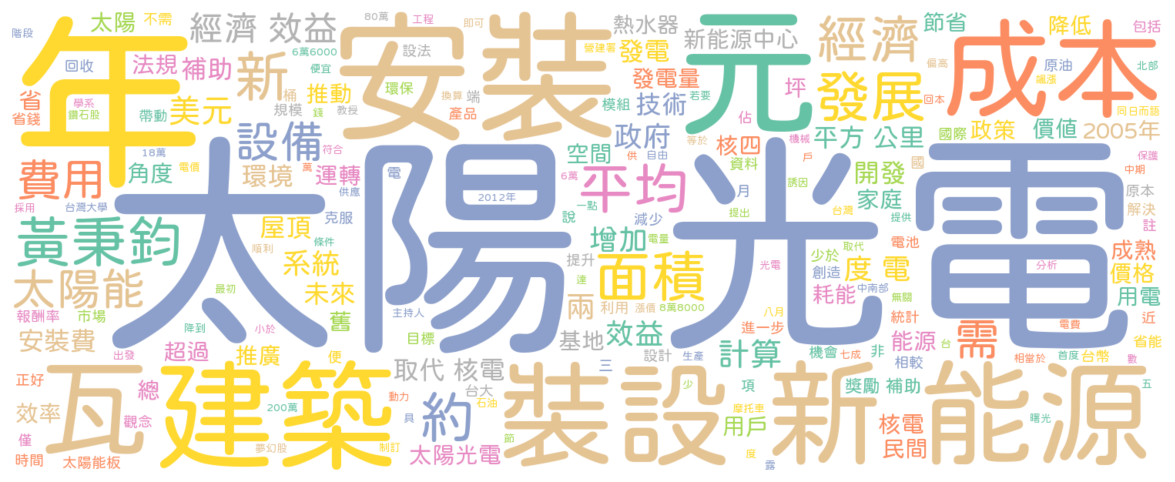 階段 太陽 不需 經濟 效益 80萬 工程 即可 熱水器 元 經濟 節省 降低 包括
年 安裝 設法 營建署 新能源中心 成本
回收 法規 補助 新 6萬6000 便宜 發電 發電量 發展 原油 北部
省 美元 推動 桶 環保 換算 端 模組 技術 坪 偏高 飆漲
省錢 學系 鑽石股 帶動 規模 錢 教授 產品 若要 佔 回本 同日而語
18萬 設備 符合 政府 等於 核四 機械 平方 公里 國際 政策 價值 2005年
費用 角度 電價 環境 運轉 萬 電 空間 供 自由 資料 戶 開發 國 保護
採用 台灣大學 供應 2012年 6萬 平均 月 誘因 家庭 中期 原本
黃秉鈞 屋頂 克服 一點 說 減少 提出 台灣 提供 解決 註
太陽光電
順利 條件 系統 增加 電量 少於 取代 電池 成熟
太陽能 最初 未來 提升 達 面積 光電 創造 度 電 中南部 無關 分析 價格
報酬率 市場 舊 主持人 兩 利用 漲價 8萬8000 耗能 用電
安裝費 降到 小於 目標 基地 效益 八月 進一步 統計 電費 近
出發 超過 推廣 便 設計 生產 計算 機會 七成 非 能源 台 需 首度 省能
取代 核電 三 相較 相當於 台幣 數
正好 瓦 總 建築 台大 約 裝設 少 項 獎勵 補助 新能源 五
效率 觀念 200萬 動力 石油 具 摩托車 用戶 核電 曙光
僅 夢幻股 制訂 節 度 民間
時間 太陽能板 太陽光電 露